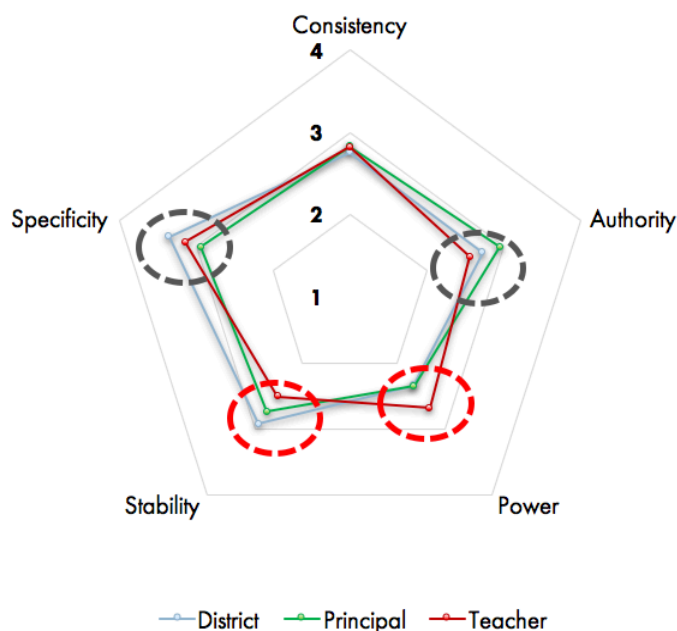 Consistency
4
3
2
1
Specificity
Authority
Stability
Power
District Principal Teacher